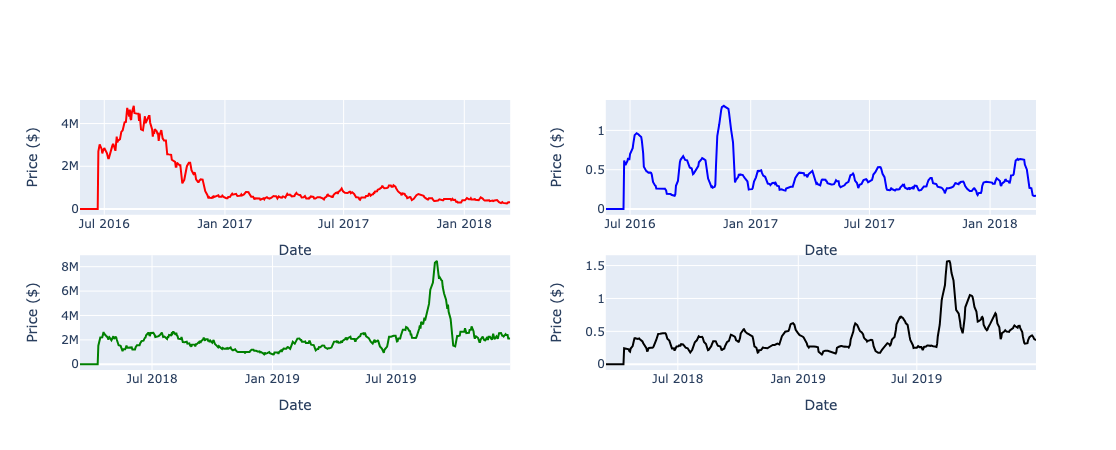 4M
2M
0
Price ($)
Jul 2016
Jan 2017
Jul 2017
Jan 2018
Date
1
0.5
0
Price ($)
Jul 2016
Jan 2017
Jul 2017
Jan 2018
Date
8M
6M
4M
2M
0
Price ($)
Jul 2018
Jan 2019
Jul 2019
Date
1.5
1
0.5
0
Price ($)
Jul 2018
Jan 2019
Jul 2019
Date